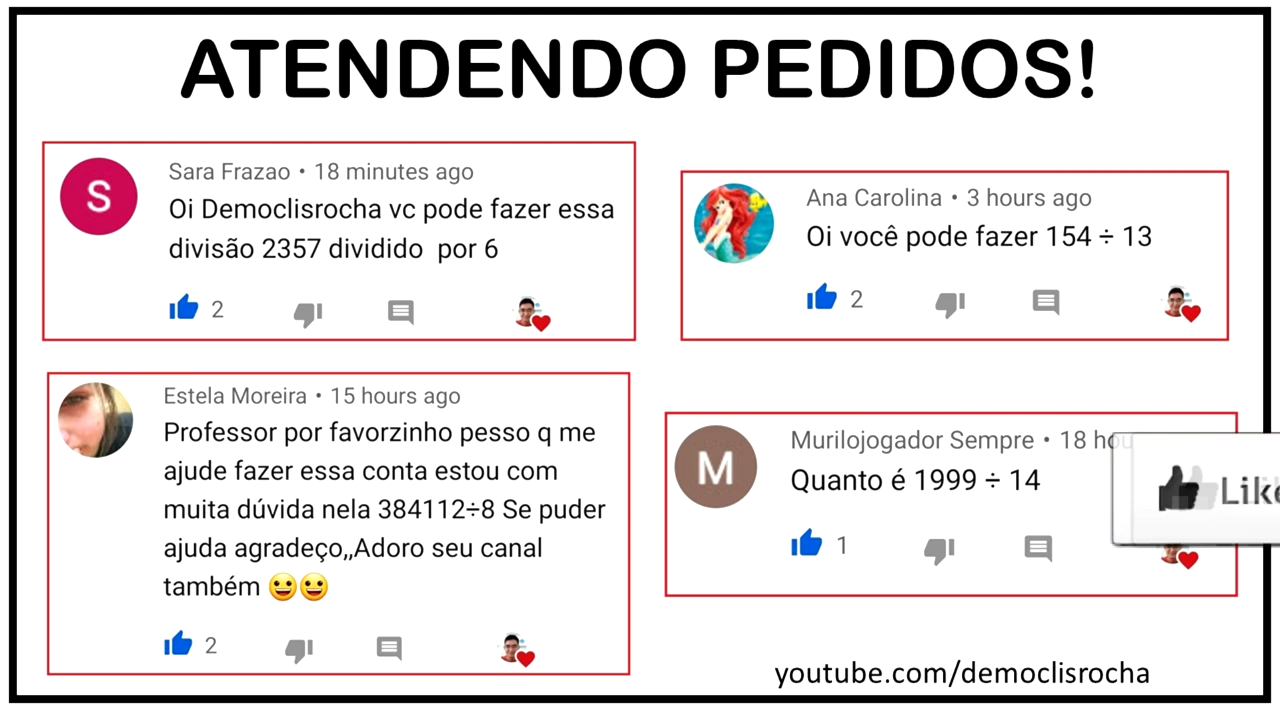 ATENDENDO PEDIDOS!
S
Sara Frazao • 18 minutes ago
Oi Democlisrocha vc pode fazer essa
divisão 2357 dividido por 6
2
Ana Carolina • 3 hours ago
Oi você pode fazer 154 ÷ 13
2
Estela Moreira • 15 hours ago
Professor por favorzinho pesso q me
ajude fazer essa conta estou com
muita dúvida nela 384112÷8 Se puder
ajuda agradeço,,Adoro seu canal
também 😀😀
2
M
Murilojogador Sempre • 18
Quanto é 1999 ÷ 14
1
Like
youtube.com/democlisrocha